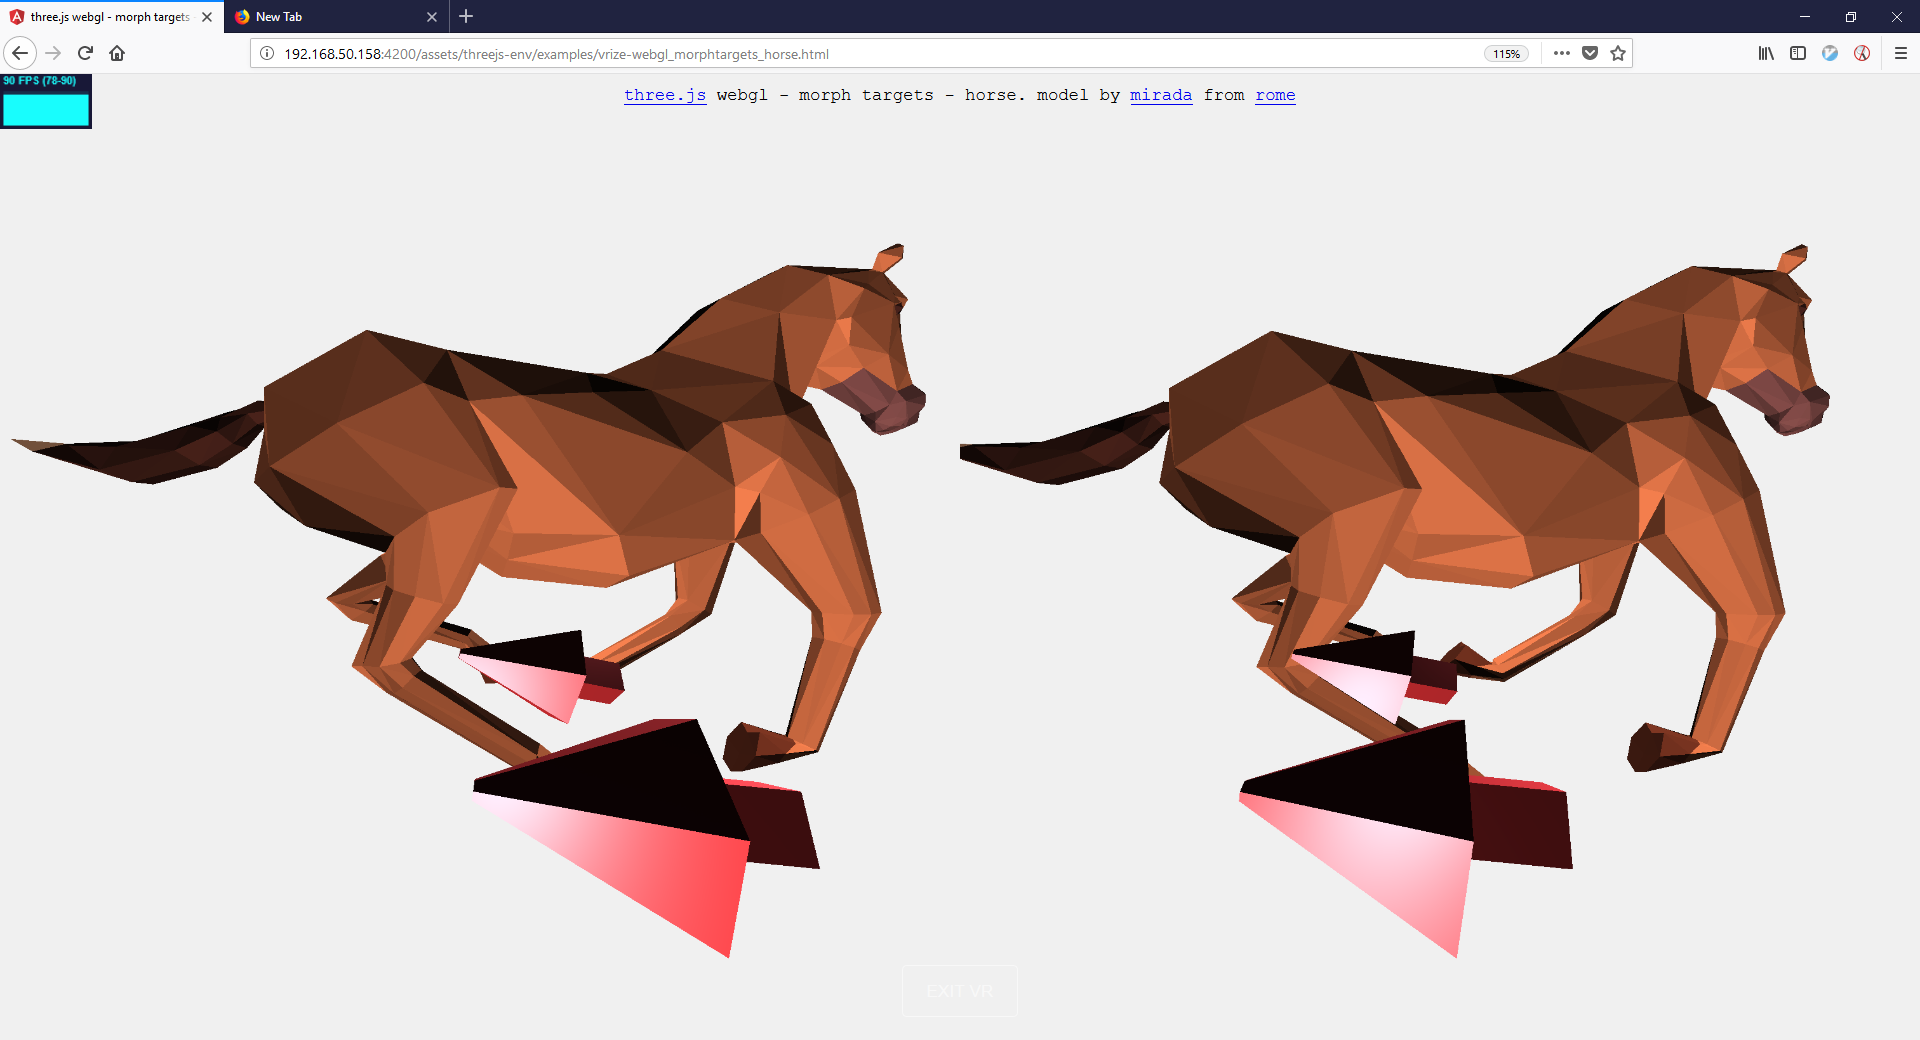 three.js webgl - morph targets
New Tab
192.168.50.158:4200/assets/threejs-env/examples/vrize-webgl_morphtargets_horse.html
115%
90 FPS (78-90)
three.js webgl - morph targets - horse. model by mirada from rome
EXIT VR